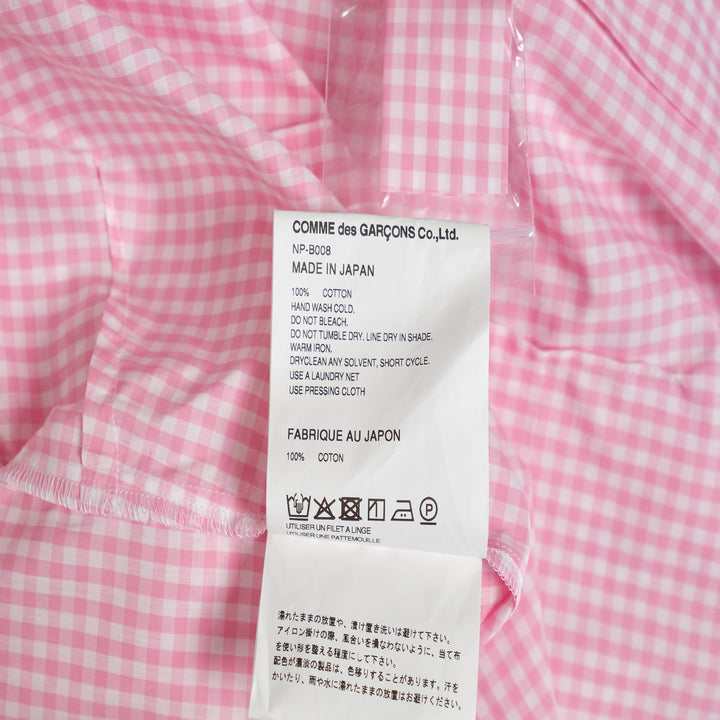 COMME des GARÇONS Co.,Ltd.
NP-B008
MADE IN JAPAN
100% COTTON
HAND WASH COLD.
DO NOT BLEACH.
DO NOT TUMBLE DRY. LINE DRY IN SHADE.
WARM IRON.
DRYCLEAN ANY SOLVENT, SHORT CYCLE.
USE A LAUNDRY NET
USE PRESSING CLOTH
FABRIQUE AU JAPON
100% COTON
UTILISER UN FILET A LINGE
UTILISER UNE PATTEMOUILLE
濡れたままの放置や、漬け置き洗いは避けて下さい。
アイロン掛けの際、風合いを損なわないように、当て布
を使い形を整える程度にして下さい。
配色が濃淡の製品は、色移りすることがあります。汗を
かいたり、雨や水に濡れたままの放置はお避けください。